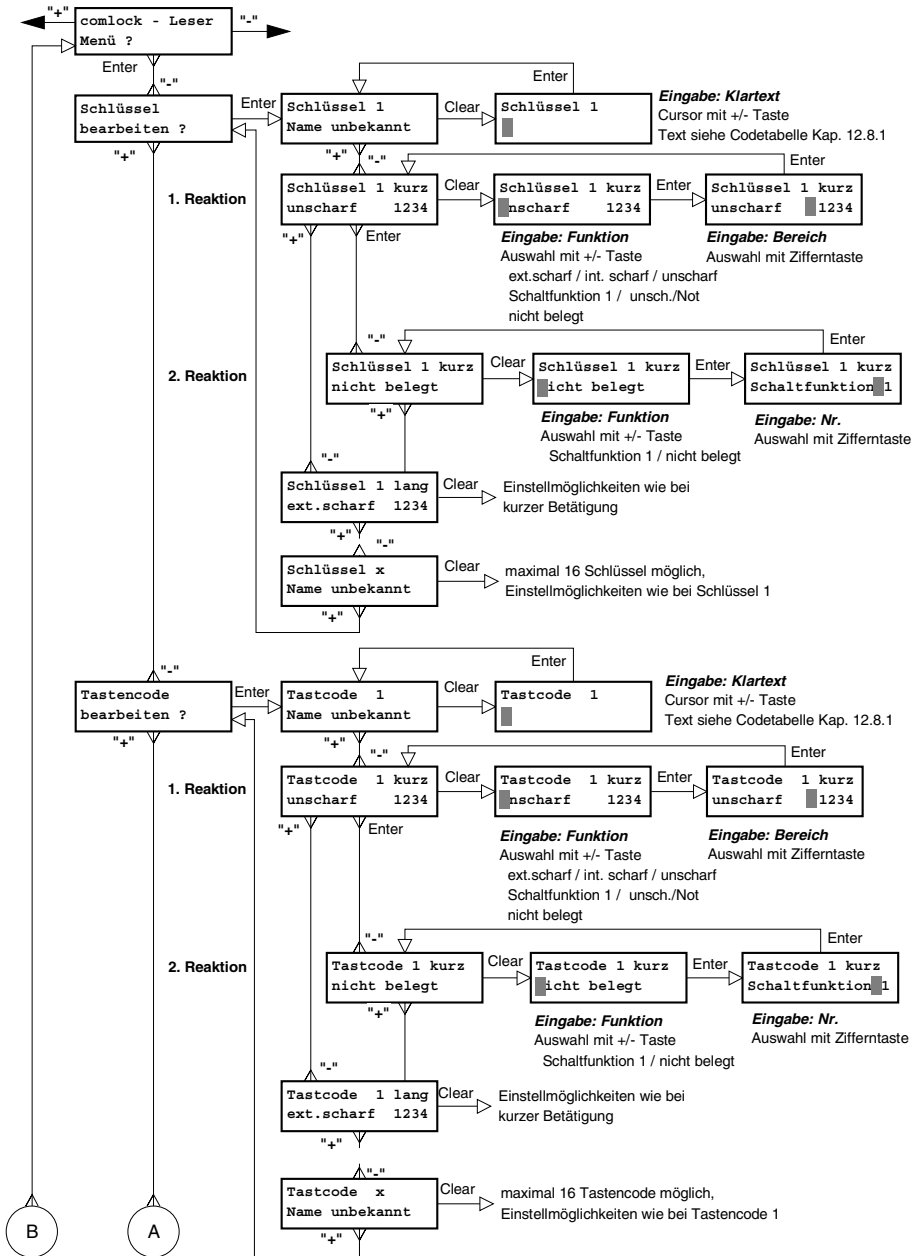 "+"
comlock - Leser
Menü ?
"-"
Enter
"-"
Schlüssel
bearbeiten ?
"+"
Enter
Schlüssel 1
Name unbekannt
"+"
"-"
Clear
Enter
Schlüssel 1
Eingabe: Klartext
Cursor mit +/- Taste
Text siehe Codetabelle Kap. 12.8.1
1. Reaktion
Schlüssel 1 kurz
unscharf 1234
"+"
Enter
Clear
Schlüssel 1 kurz
nscharf 1234
Enter
Enter
Schlüssel 1 kurz
unscharf 1234
Eingabe: Funktion
Auswahl mit +/- Taste
ext.scharf / int. scharf / unscharf
Schaltfunktion 1 / unsch./Not
nicht belegt
Eingabe: Bereich
Auswahl mit Zifferntaste
2. Reaktion
"-"
Schlüssel 1 kurz
nicht belegt
"+"
Clear
Schlüssel 1 kurz
icht belegt
Enter
Enter
Schlüssel 1 kurz
Schaltfunktion 1
Eingabe: Funktion
Auswahl mit +/- Taste
Schaltfunktion 1 / nicht belegt
Eingabe: Nr.
Auswahl mit Zifferntaste
"-"
Schlüssel 1 lang
ext.scharf 1234
"+"
Clear
Einstellmöglichkeiten wie bei
kurzer Betätigung
"-"
Schlüssel x
Name unbekannt
"+"
Clear
maximal 16 Schlüssel möglich,
Einstellmöglichkeiten wie bei Schlüssel 1
"-"
Tastencode
bearbeiten ?
"+"
Enter
Tastcode 1
Name unbekannt
"+"
"-"
Clear
Enter
Tastcode 1
Eingabe: Klartext
Cursor mit +/- Taste
Text siehe Codetabelle Kap. 12.8.1
1. Reaktion
Tastcode 1 kurz
unscharf 1234
"+"
Enter
Clear
Tastcode 1 kurz
nscharf 1234
Enter
Enter
Tastcode 1 kurz
unscharf 1234
Eingabe: Funktion
Auswahl mit +/- Taste
ext.scharf / int. scharf / unscharf
Schaltfunktion 1 / unsch./Not
nicht belegt
Eingabe: Bereich
Auswahl mit Zifferntaste
2. Reaktion
"-"
Tastcode 1 kurz
nicht belegt
"+"
Clear
Tastcode 1 kurz
icht belegt
Enter
Enter
Tastcode 1 kurz
Schaltfunktion 1
Eingabe: Funktion
Auswahl mit +/- Taste
Schaltfunktion 1 / nicht belegt
Eingabe: Nr.
Auswahl mit Zifferntaste
"-"
Tastcode 1 lang
ext.scharf 1234
"+"
Clear
Einstellmöglichkeiten wie bei
kurzer Betätigung
"-"
Tastcode x
Name unbekannt
"+"
Clear
maximal 16 Tastencode möglich,
Einstellmöglichkeiten wie bei Tastencode 1
B
A